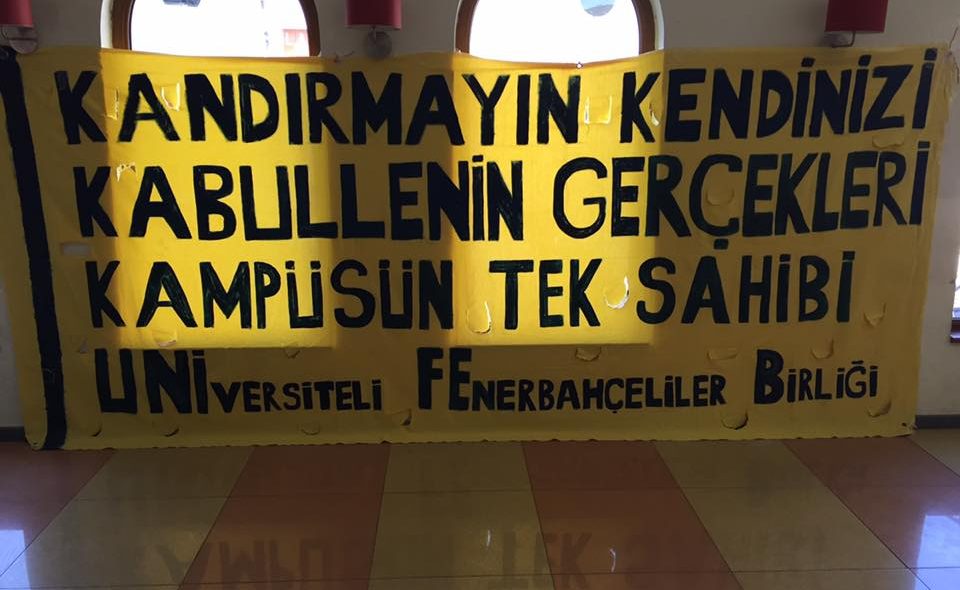 KANDIRMAYIN KENDİNİZİ
KABULLENİN GERÇEKLERİ
KAMPÜSÜN TEK SAHİBİ
UNİVERSİTELİ FENERBAHÇELİLER BİRLİĞİ